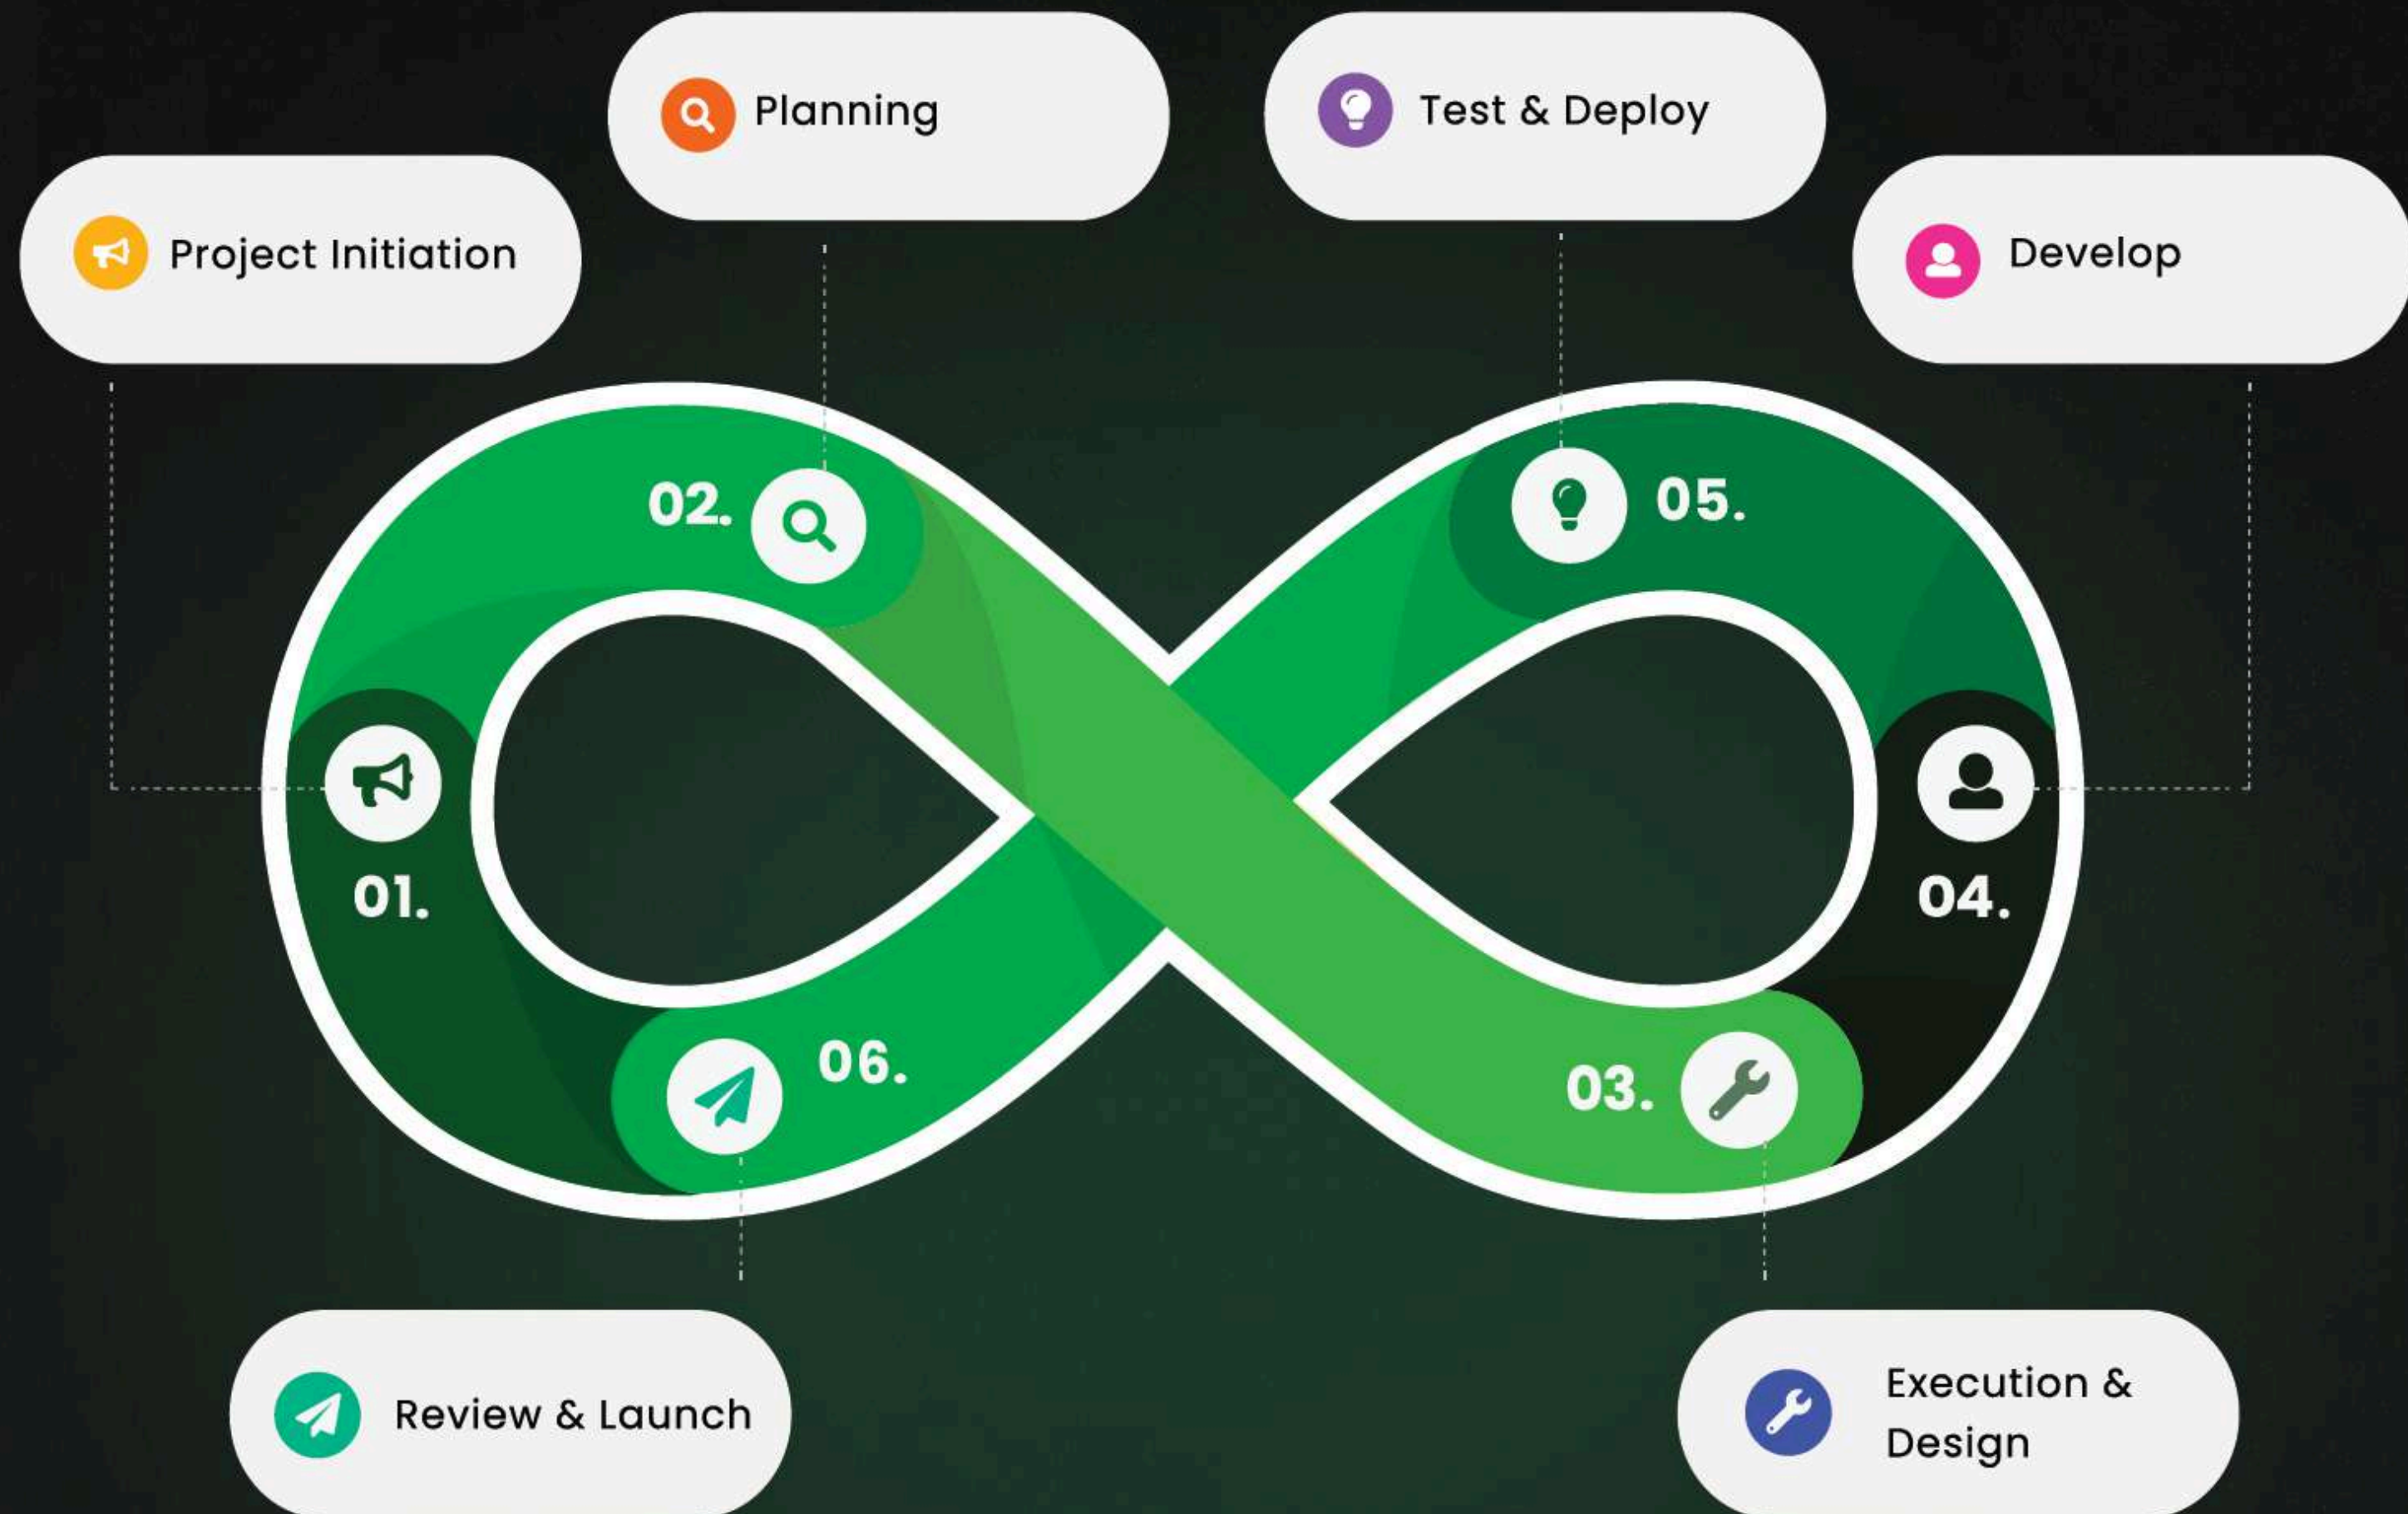 Planning
Test & Deploy
Project Initiation
Develop
02.
05.
01.
04.
06.
03.
Review & Launch
Execution &
Design